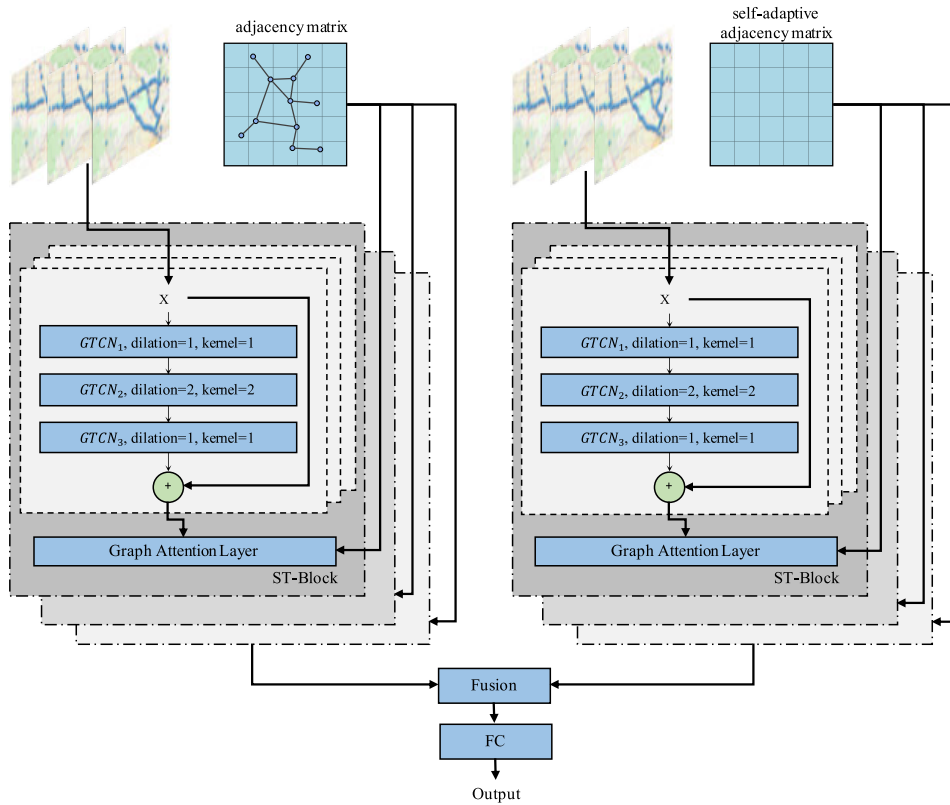 adjacency matrix
self-adaptive
adjacency matrix
X
GTCN₁, dilation=1, kernel=1
GTCN₂, dilation=2, kernel=2
GTCN₃, dilation=1, kernel=1
+
Graph Attention Layer
ST-Block
X
GTCN₁, dilation=1, kernel=1
GTCN₂, dilation=2, kernel=2
GTCN₃, dilation=1, kernel=1
+
Graph Attention Layer
ST-Block
Fusion
FC
Output